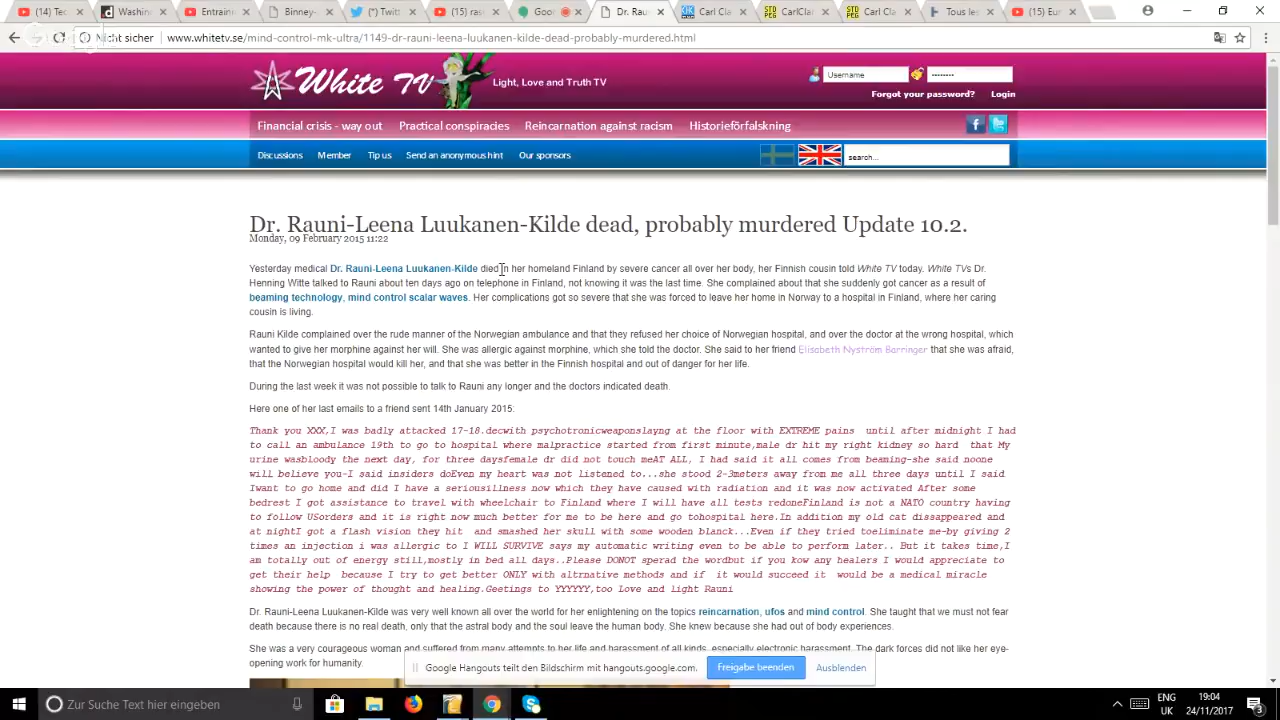 (14) Tec
Washin
Entrain
Binney
(Twitt
(15) ras
Goo
Dr. Rau
Carl Cla
CarlClar
Carl Cla
Tous les
(15) Eur
Nicht sicher
www.whitetv.se/mind-control-mk-ultra/1149-dr-rauni-leena-luukanen-kilde-dead-probably-murdered.html
White TV
Light, Love and Truth TV
Username
Forgot your password?
Login
Financial crisis - way out
Practical conspiracies
Reincarnation against racism
Historieförfalskning
Discussions
Member
Tip us
Send an anonymous hint
Our sponsors
search...
Dr. Rauni-Leena Luukanen-Kilde dead, probably murdered Update 10.2.
Monday, 09 February 2015 11:22
Yesterday medical Dr. Rauni-Leena Luukanen-Kilde died in her homeland Finland by severe cancer all over her body, her Finnish cousin told White TV today. White TVs Dr.
Henning Witte talked to Rauni about ten days ago on telephone in Finland, not knowing it was the last time. She complained about that she suddenly got cancer as a result of
beaming technology, mind control scalar waves. Her complications got so severe that she was forced to leave her home in Norway to a hospital in Finland, where her caring
cousin is living.
Rauni Kilde complained over the rude manner of the Norwegian ambulance and that they refused her choice of Norwegian hospital, and over the doctor at the wrong hospital, which
wanted to give her morphine against her will. She was allergic against morphine, which she told the doctor. She said to her friend Elisabeth Nyström Barringer that she was afraid,
that the Norwegian hospital would kill her, and that she was better in the Finnish hospital and out of danger for her life.
During the last week it was not possible to talk to Rauni any longer and the doctors indicated death.
Here one of her last emails to a friend sent 14th January 2015:
Thank you XXX,I was badly attacked 17-18.decwith psychotronicweaponslayng at the floor with EXTREME pains until after midnight I had
to call an ambulance 19th to go to hospital where malpractice started from first minute,male dr hit my right kidney so hard that My
urine wasbloody the next day, for three daysfemale dr did not touch meAT ALL, I had said it all comes from beaming-she said noone
will believe you-I said insiders doEven my heart was not listened to...she stood 2-3meters away from me all three days until I said
Iwant to go home and did I have a seriousillness now which they have caused with radiation and it was now activated After some
bedrest I got assistance to travel with wheelchair to Finland where I will have all tests redoneFinland is not a NATO country having
to follow USorders and it is right now much better for me to be here and go tohospital here.In addition my old cat dissappeared and
at nightI got a flash vision they hit and smashed her skull with some wooden blanck...Even if they tried toeliminate me-by giving 2
times an injection i was allergic to I WILL SURVIVE says my automatic writing even to be able to perform later.. But it takes time,I
am totally out of energy still,mostly in bed all days..Please DONOT sperad the wordbut if you kow any healers I would appreciate to
get their help because I try to get better ONLY with altrnative methods and if it would succeed it would be a medical miracle
showing the power of thought and healing.Geetings to YYYYYY,too Love and light Rauni
Dr. Rauni-Leena Luukanen-Kilde was very well known all over the world for her enlightening on the topics reincarnation, ufos and mind control. She taught that we must not fear
death because there is no real death, only that the astral body and the soul leave the human body. She knew because she had out of body experiences.
She was a very courageous woman and suffered from many attempts to her life and harassment of all kinds, especially electronic harassment. The dark forces did not like her eye-
opening work for humanity.
Google Hangouts teilt den Bildschirm mit hangouts.google.com.
Freigabe beenden
Ausblenden
Zur Suche Text hier eingeben
ENG
UK
19:04
24/11/2017